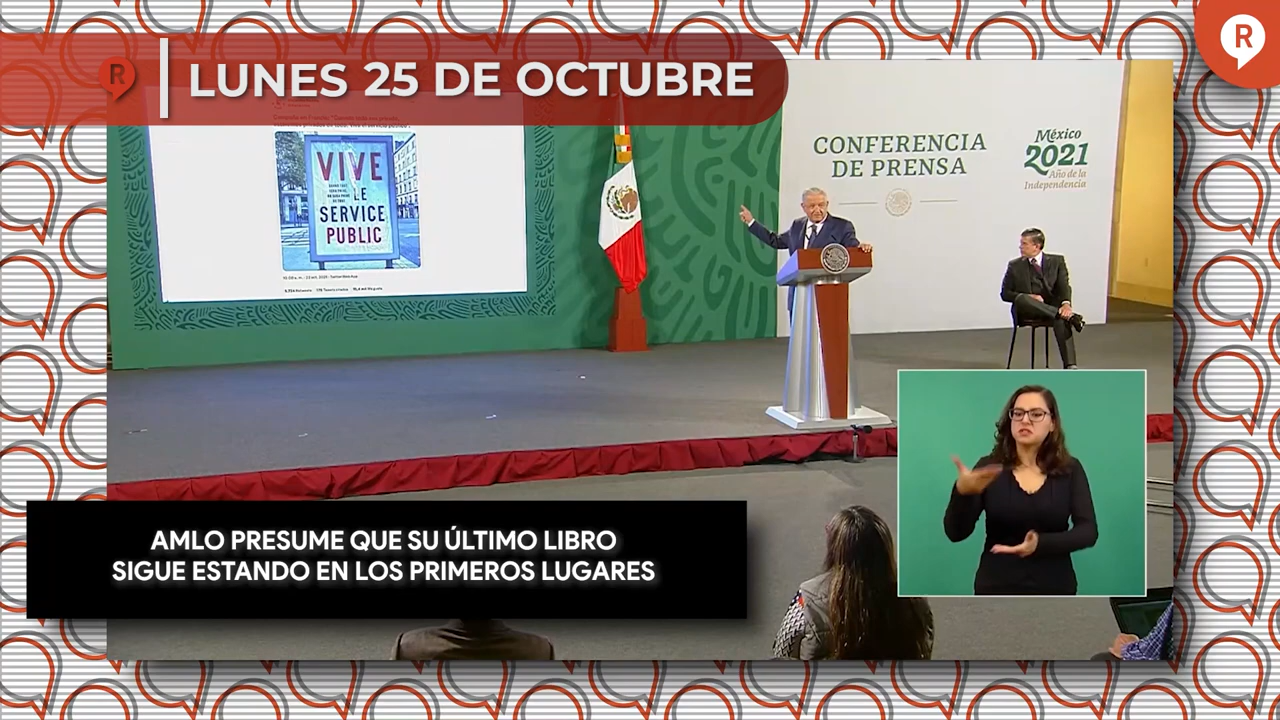 R
R
LUNES 25 DE OCTUBRE
VIVE
LE
SERVICE
PUBLIC
CONFERENCIA
DE PRENSA
México
2021
Año de la
Independencia
AMLO PRESUME QUE SU ÚLTIMO LIBRO
SIGUE ESTANDO EN LOS PRIMEROS LUGARES